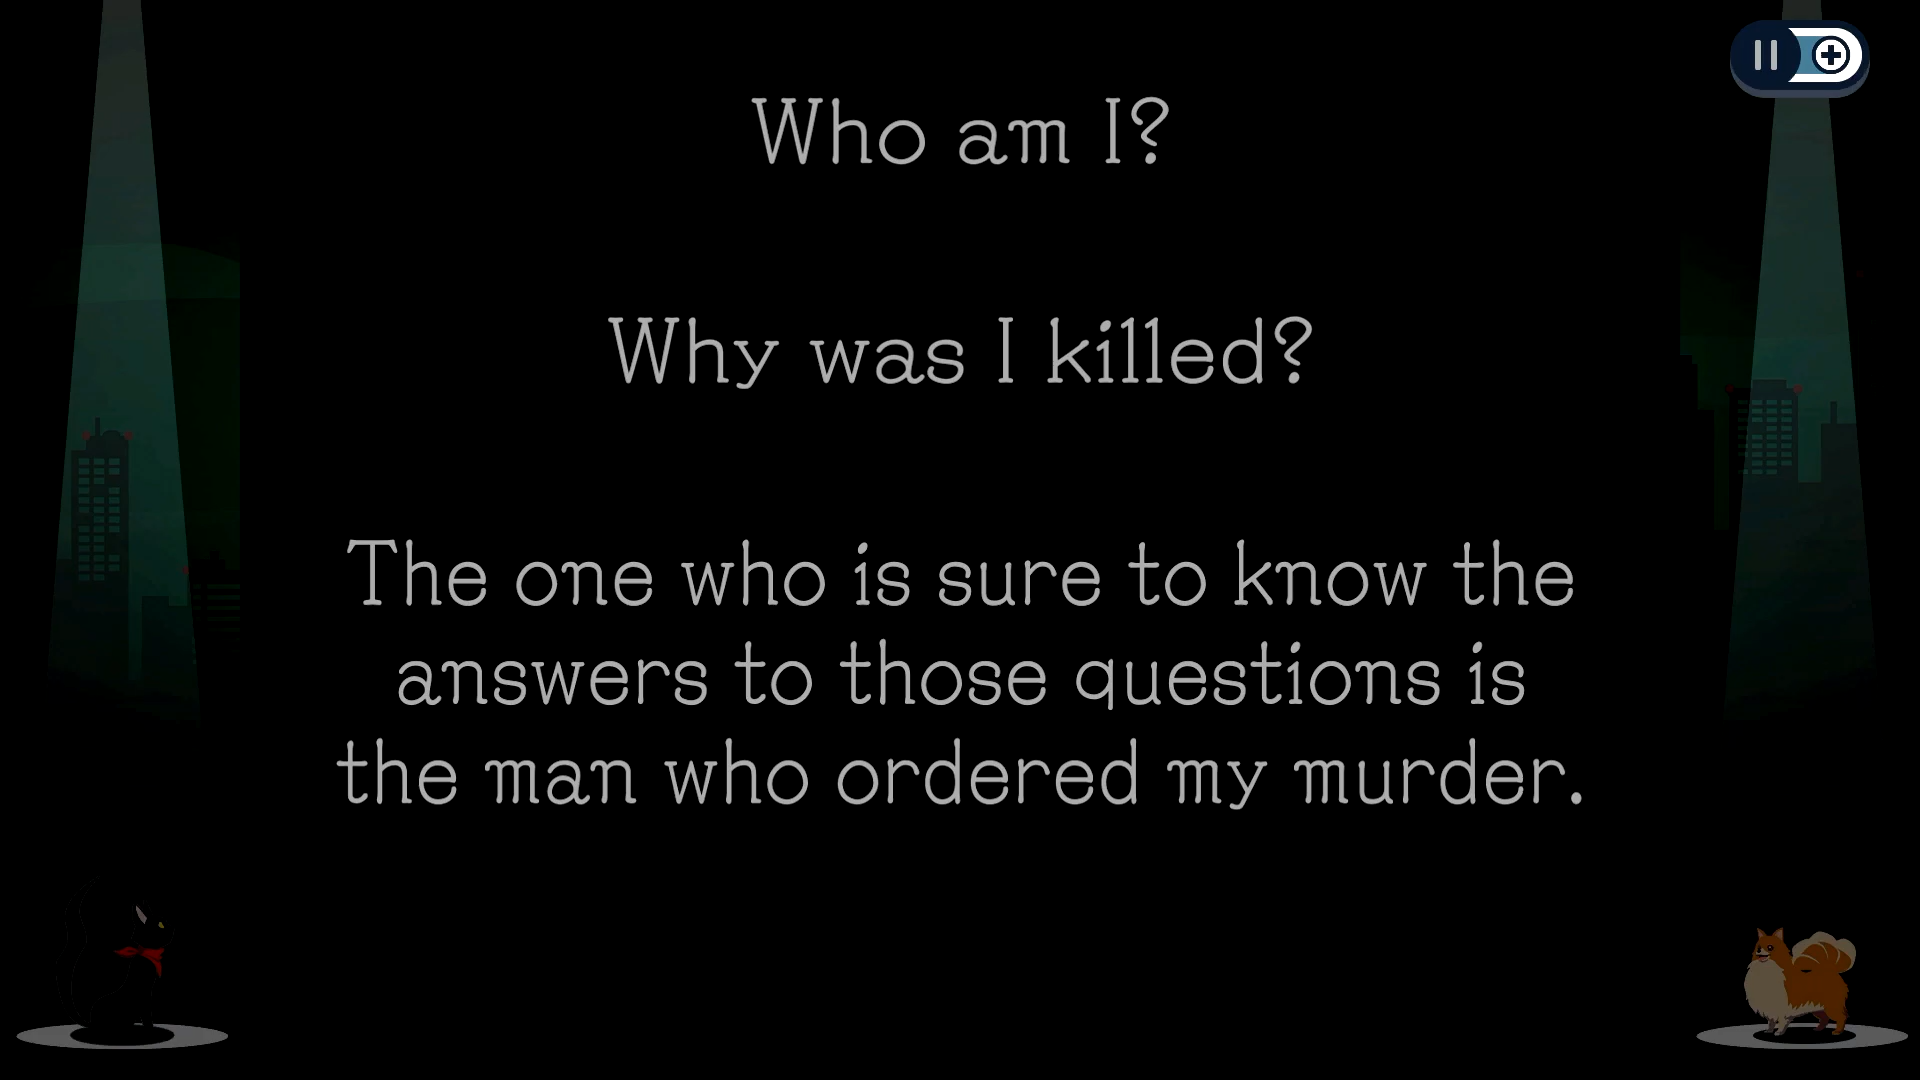 Who am I?
Why was I killed?
The one who is sure to know the
answers to those questions is
the man who ordered my murder.